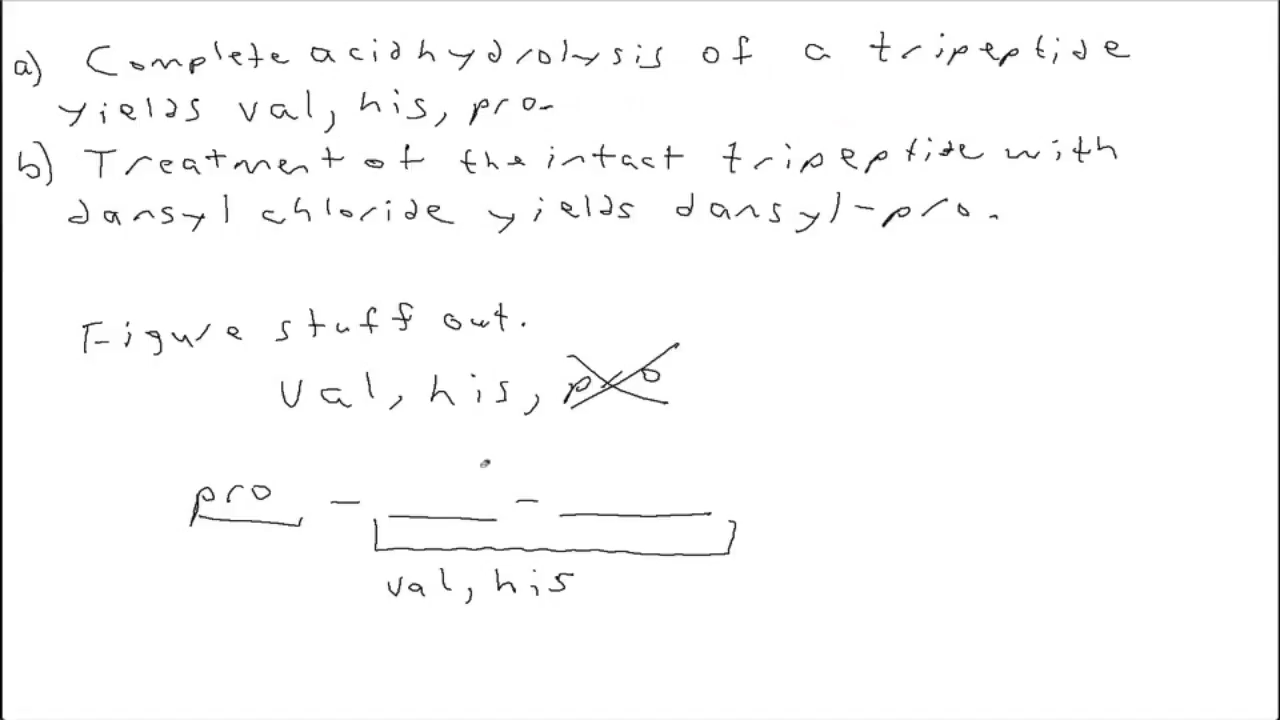 a) Complete acid hydrolysis of a tripeptide
yields val, his, pro.
b) Treatment of the intact tripeptide with
dansyl chloride yields dansyl-pro.
Figure stuff out.
val, his, pro
pro - ___ - ___
val, his